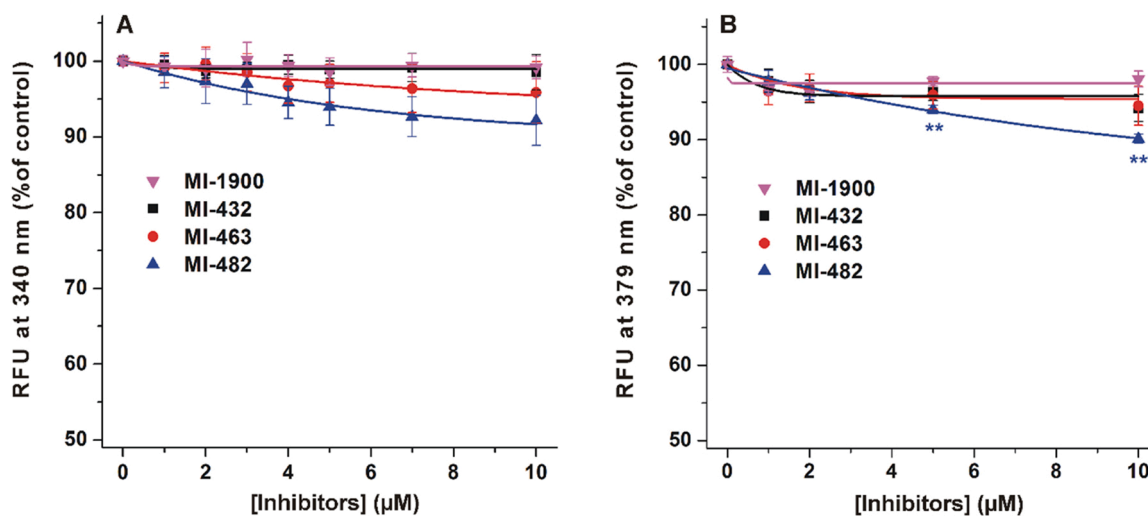 A
RFU at 340 nm (%of control)
100
90
80
70
60
50
MI-1900
MI-432
MI-463
MI-482
0 2 4 6 8 10
[Inhibitors] (μM)
B
RFU at 379 nm (%of control)
100
90
80
70
60
50
**
**
MI-1900
MI-432
MI-463
MI-482
0 2 4 6 8 10
[Inhibitors] (μM)